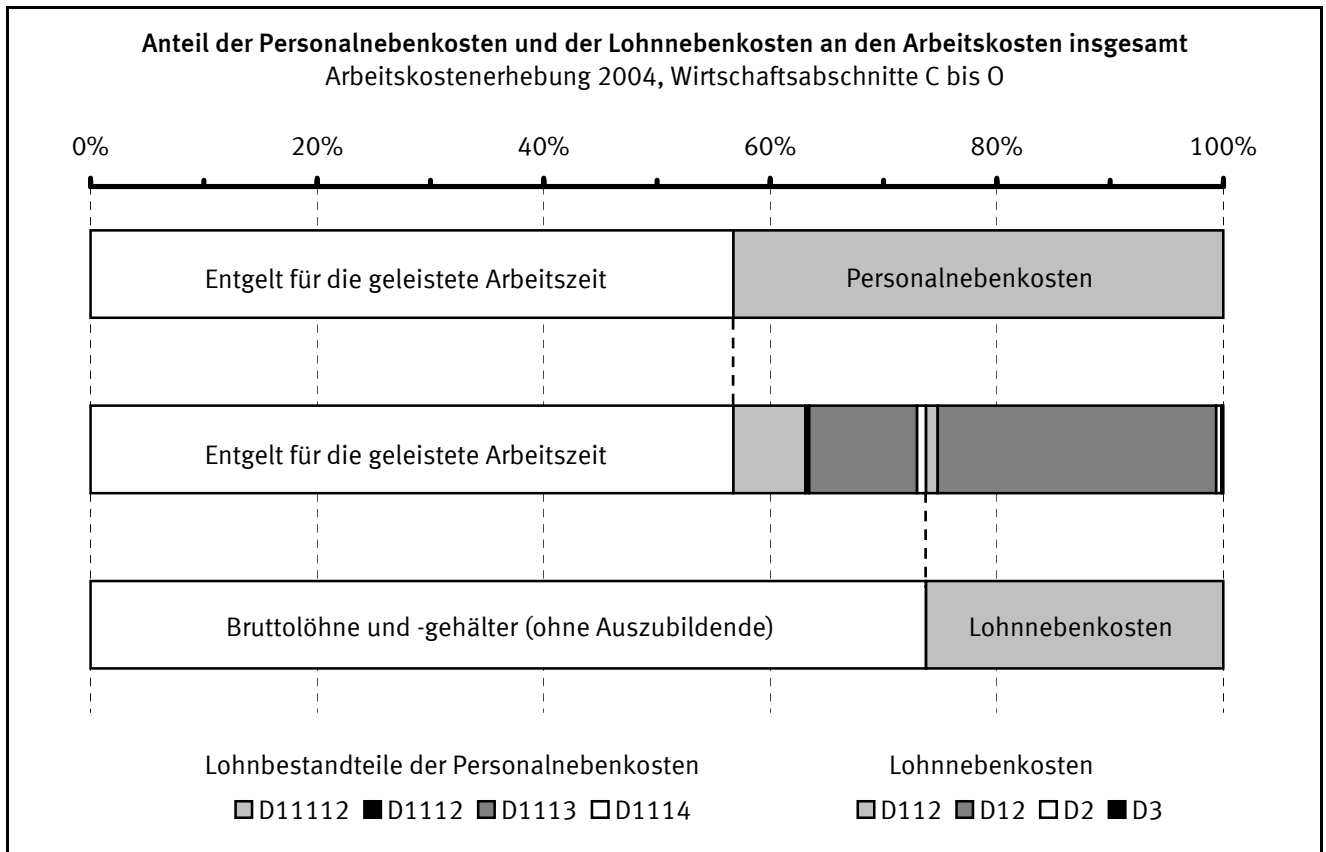 Anteil der Personalnebenkosten und der Lohnnebenkosten an den Arbeitskosten insgesamt
Arbeitskostenerhebung 2004, Wirtschaftsabschnitte C bis O
0% 20% 40% 60% 80% 100%
Entgelt für die geleistete Arbeitszeit Personalnebenkosten
Entgelt für die geleistete Arbeitszeit
Bruttolöhne und -gehälter (ohne Auszubildende) Lohnnebenkosten
Lohnbestandteile der Personalnebenkosten Lohnnebenkosten
D11112 D1112 D1113 D1114 D112 D12 D2 D3